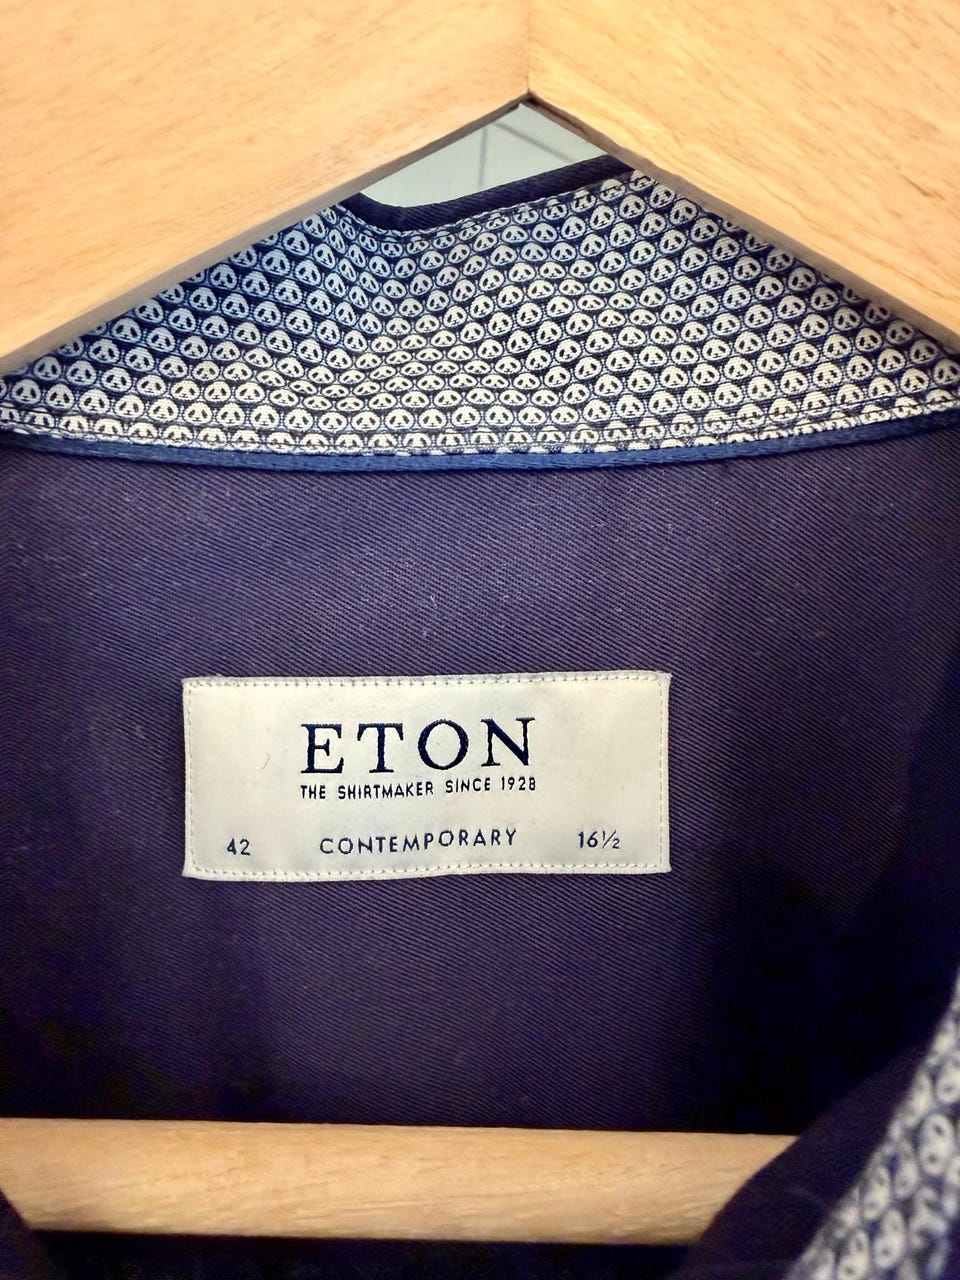 ETON
THE SHIRTMAKER SINCE 1928
42 CONTEMPORARY 16½